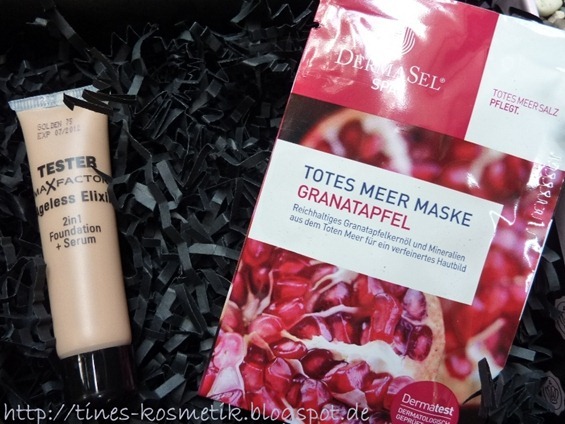 GOLDEN 75
EXP 07/2012
TESTER
MAXFACTOR
Ageless Elixir
2in1
Foundation
+ Serum
DERMASEL®
SPA
TOTES MEER SALZ
PFLEGT.
TOTES MEER MASKE
GRANATAPFEL
Reichhaltiges Granatapfelkernöl und Mineralien
aus dem Toten Meer für ein verfeinertes Hautbild
Dermatest
DERMATOLOGISCH
GEPRÜFT
http://tines-kosmetik.blogspot.de